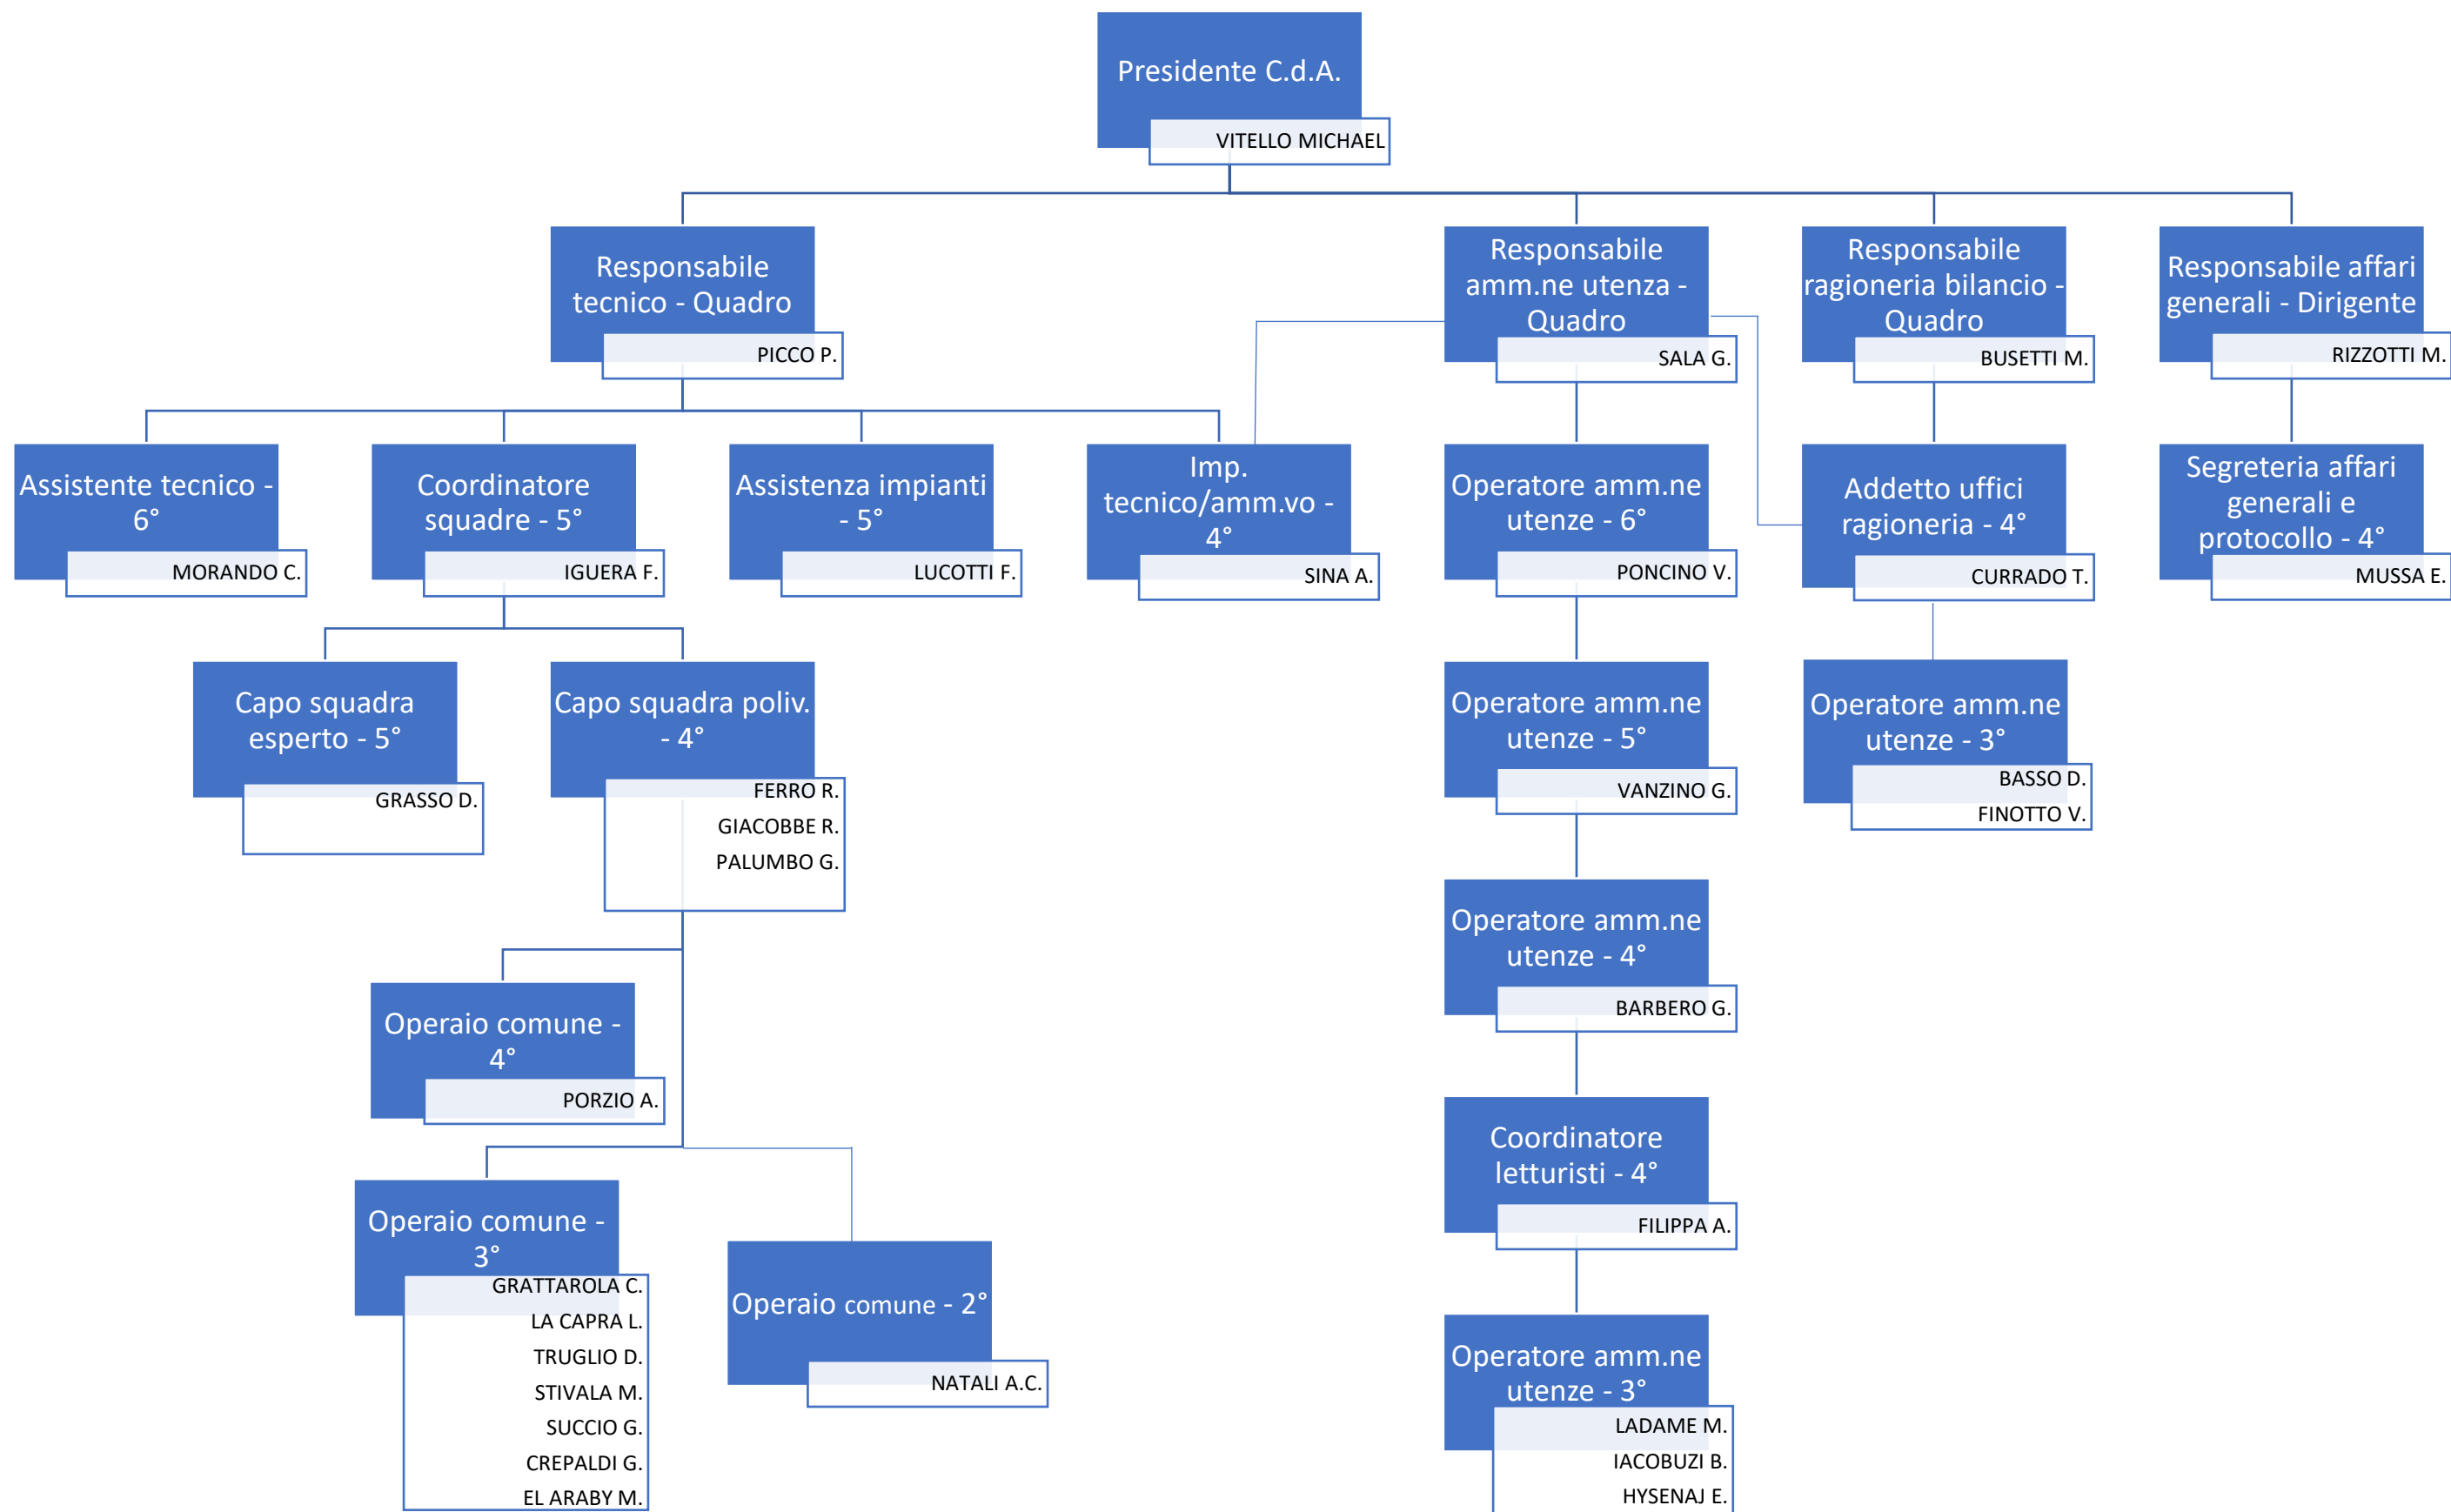 Presidente C.d.A.
VITELLO MICHAEL
Responsabile
tecnico - Quadro
PICCO P.
Responsabile
amm.ne utenza -
Quadro
SALA G.
Responsabile
ragioneria bilancio -
Quadro
BUSETTI M.
Responsabile affari
generali - Dirigente
RIZZOTTI M.
Assistente tecnico -
6°
MORANDO C.
Coordinatore
squadre - 5°
IGUERA F.
Assistenza impianti
- 5°
LUCOTTI F.
Imp.
tecnico/amm.vo -
4°
SINA A.
Operatore amm.ne
utenze - 6°
PONCINO V.
Addetto uffici
ragioneria - 4°
CURRADO T.
Segreteria affari
generali e
protocollo - 4°
MUSSA E.
Capo squadra
esperto - 5°
GRASSO D.
Capo squadra poliv.
- 4°
FERRO R.
GIACOBBE R.
PALUMBO G.
Operatore amm.ne
utenze - 5°
VANZINO G.
Operatore amm.ne
utenze - 3°
BASSO D.
FINOTTO V.
Operatore amm.ne
utenze - 4°
BARBERO G.
Operaio comune -
4°
PORZIO A.
Coordinatore
letturisti - 4°
FILIPPA A.
Operaio comune -
3°
GRATTAROLA C.
LA CAPRA L.
TRUGLIO D.
STIVALA M.
SUCCIO G.
CREPALDI G.
EL ARABY M.
Operaio comune - 2°
NATALI A.C.
Operatore amm.ne
utenze - 3°
LADAME M.
IACOBUZI B.
HYSENAJ E.